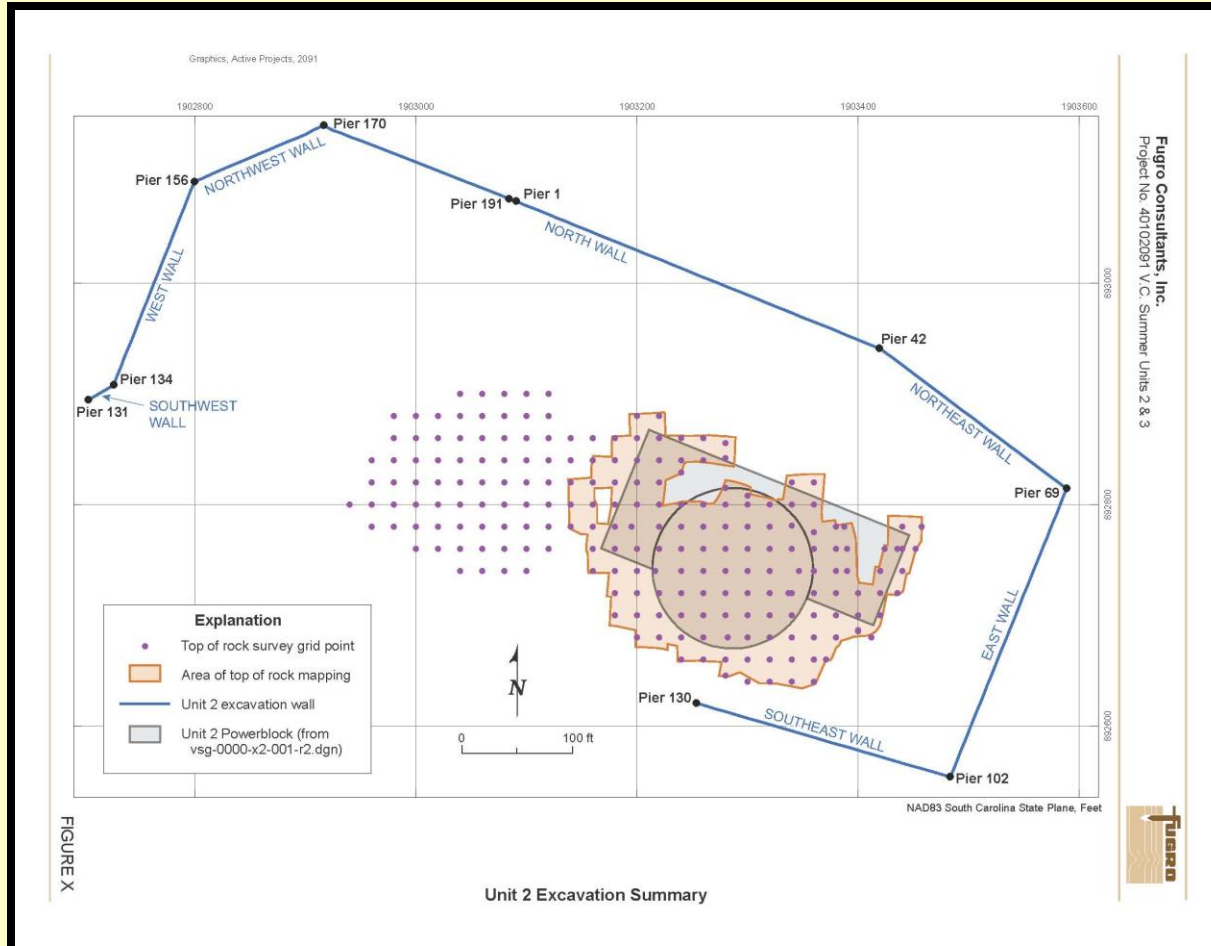 Graphics, Active Projects, 2091
1902800
1903000
1903200
1903400
1903600
Pier 170
Pier 156
NORTHWEST WALL
Pier 191
Pier 1
NORTH WALL
WEST WALL
893000
Pier 42
Pier 134
Pier 131
SOUTHWEST
WALL
NORTHEAST WALL
Pier 69
892800
EAST WALL
Explanation
Top of rock survey grid point
Area of top of rock mapping
Unit 2 excavation wall
Unit 2 Powerblock (from
vsg-0000-x2-001-r2.dgn)
N
0
100 ft
Pier 130
SOUTHEAST WALL
892600
Pier 102
NAD83 South Carolina State Plane, Feet
Fugro Consultants, Inc.
Project No. 40102091 V.C. Summer Units 2 & 3
FUGRO
FIGURE X
Unit 2 Excavation Summary